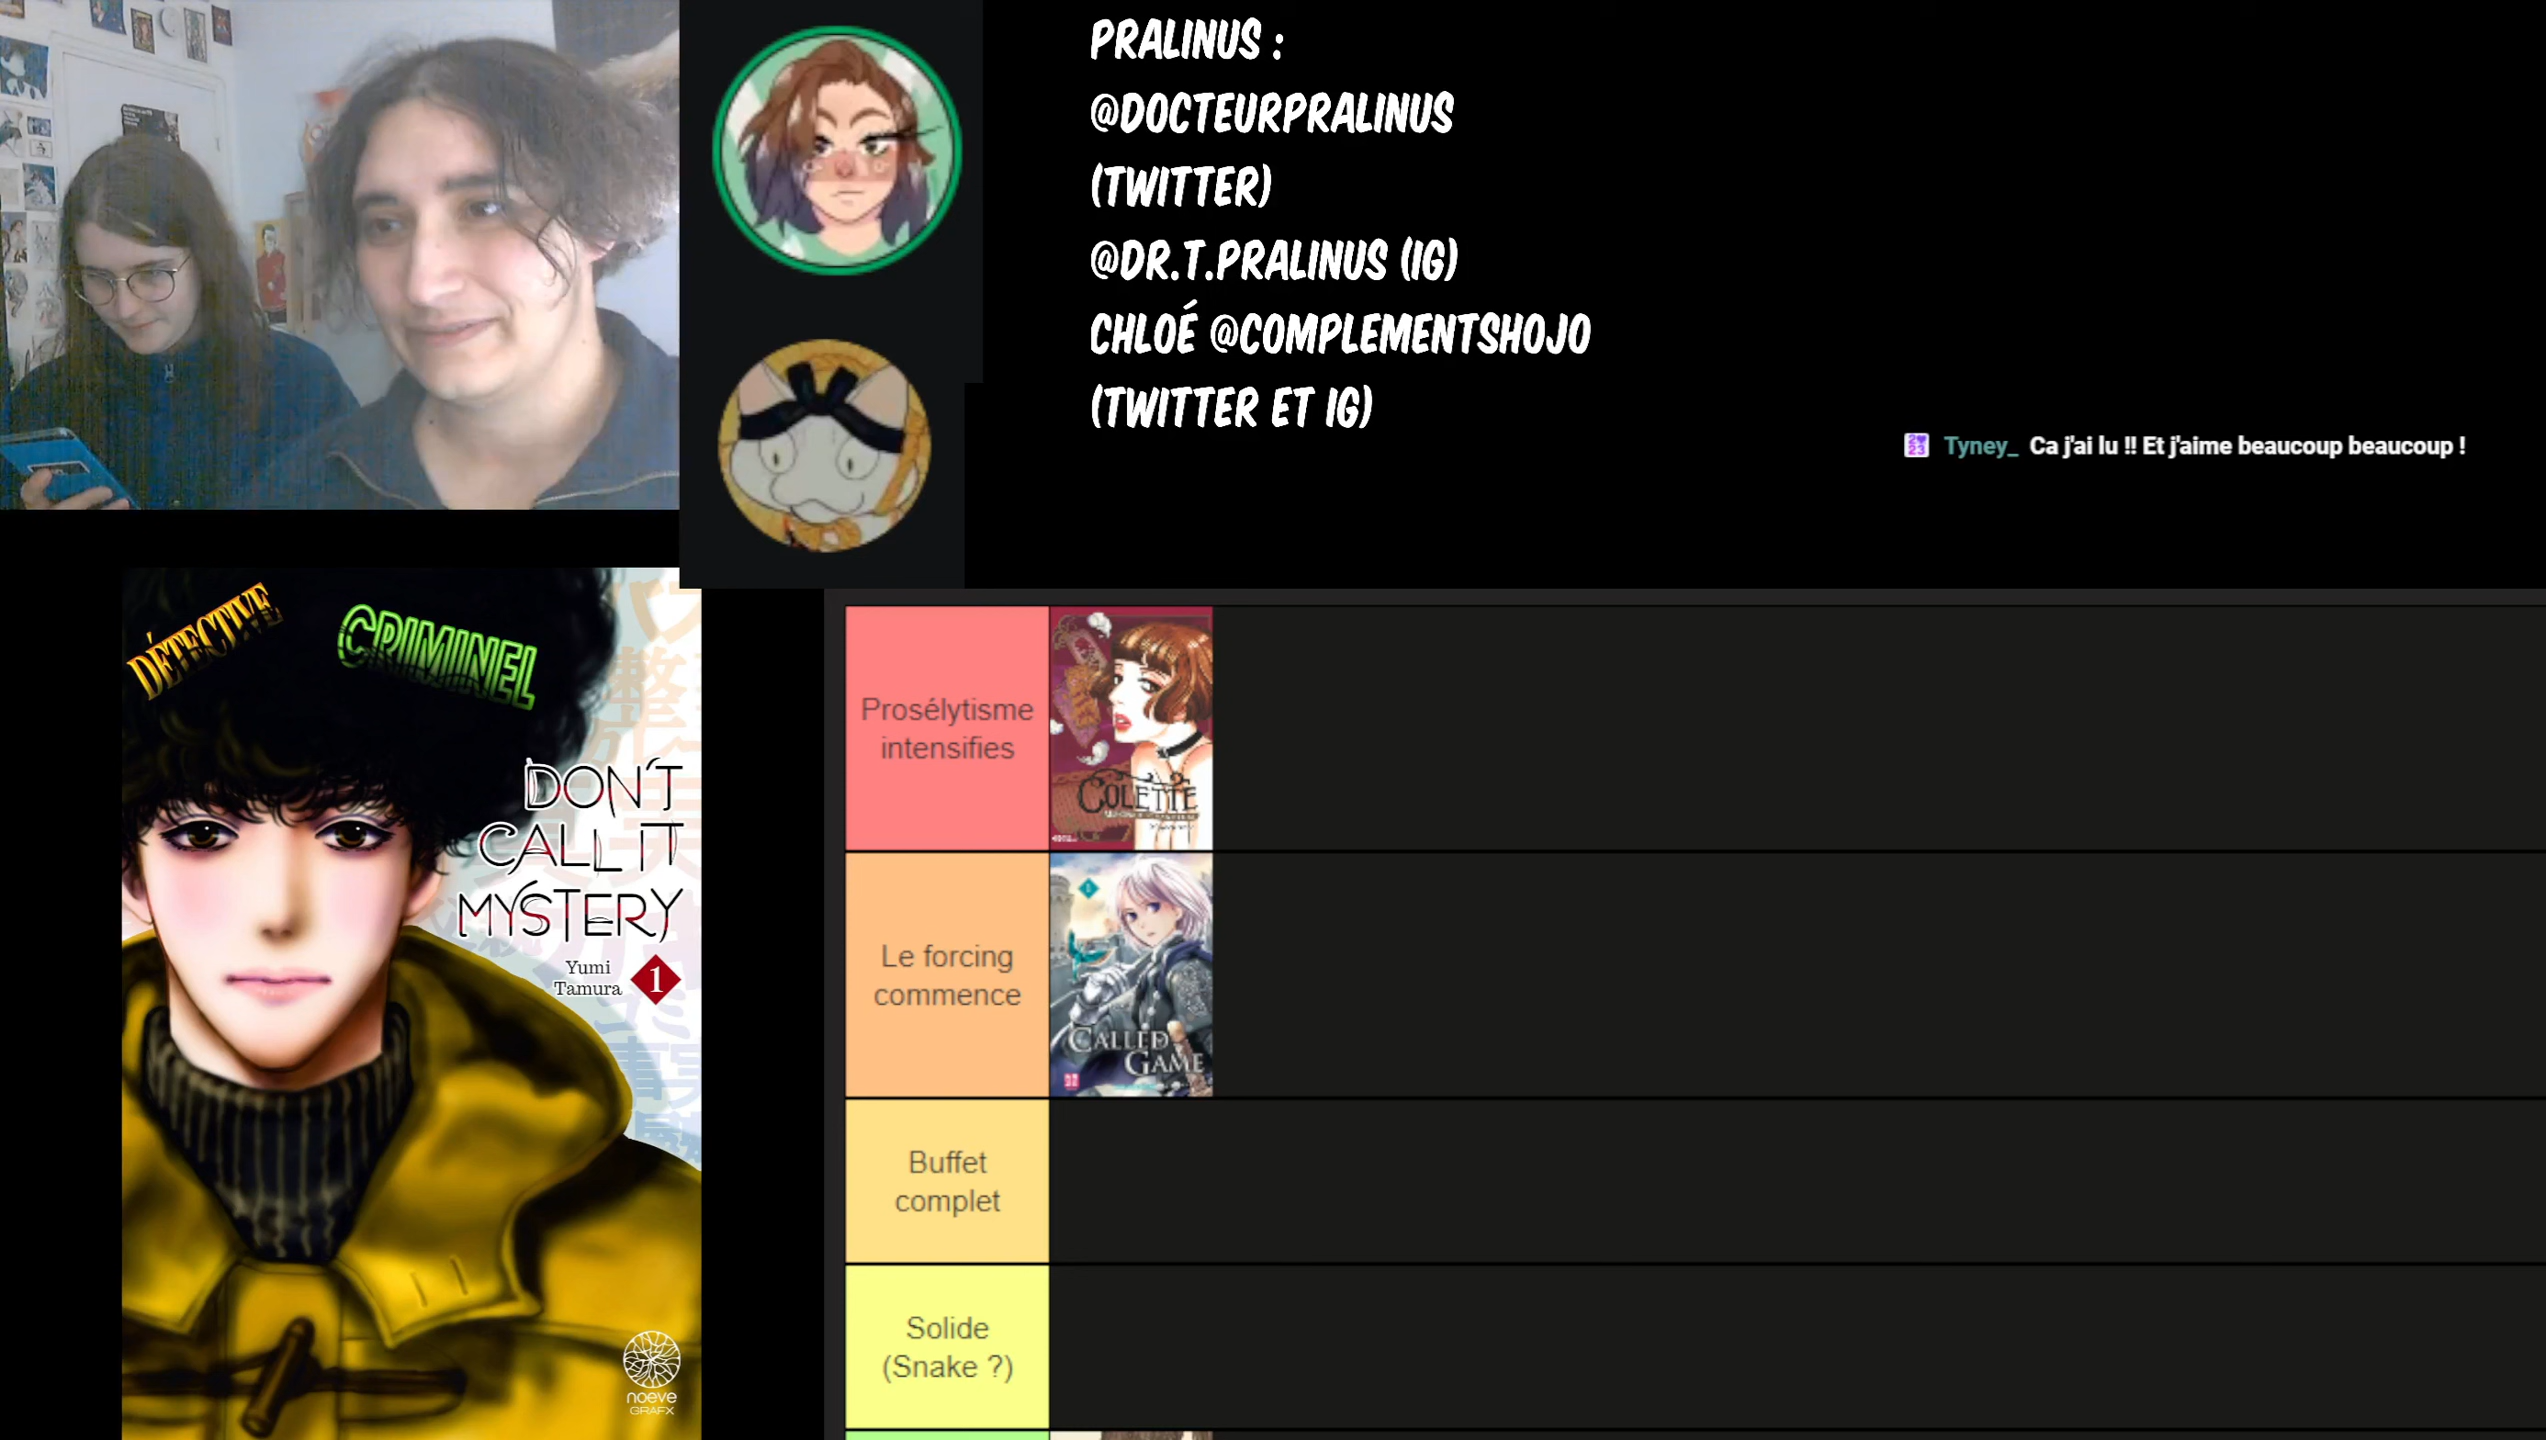 PRALINUS :
@DOCTEURPRALINUS
(TWITTER)
@DR.T.PRALINUS (IG)
CHLOÉ @COMPLEMENTSHOJO
(TWITTER ET IG)
Tyney_ Ca j'ai lu !! Et j'aime beaucoup beaucoup !
DÉTECTIVE
CRIMINEL
DON'T
CALL IT
MYSTERY
Yumi
Tamura
1
noeve
GRAFX
Prosélytisme
intensifies
COLETTE
Le forcing
commence
1
CALLED
GAME
Buffet
complet
Solide
(Snake ?)